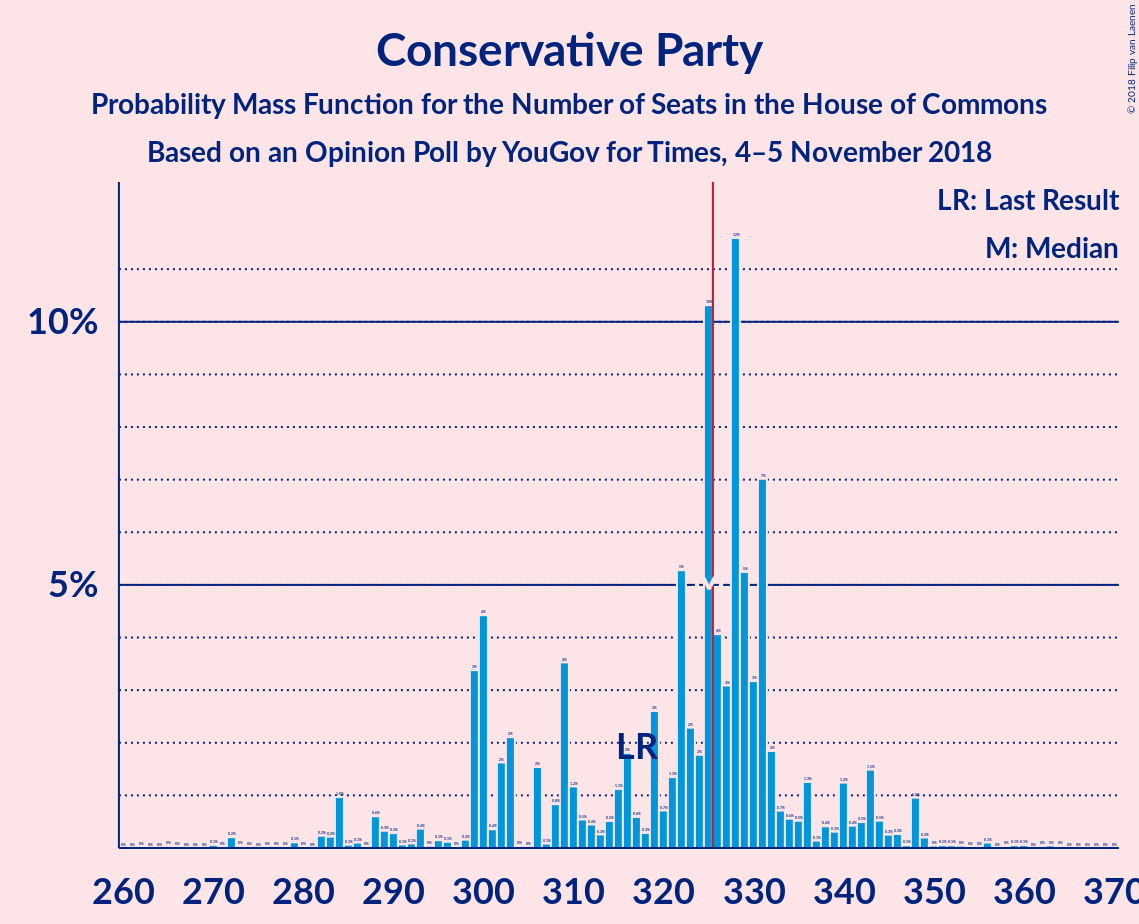 Conservative Party
Probability Mass Function for the Number of Seats in the House of Commons
Based on an Opinion Poll by YouGov for Times, 4–5 November 2018
© 2018 Filip van Laenen
LR: Last Result
M: Median
10%
5%
LR
260 270 280 290 300 310 320 330 340 350 360 370